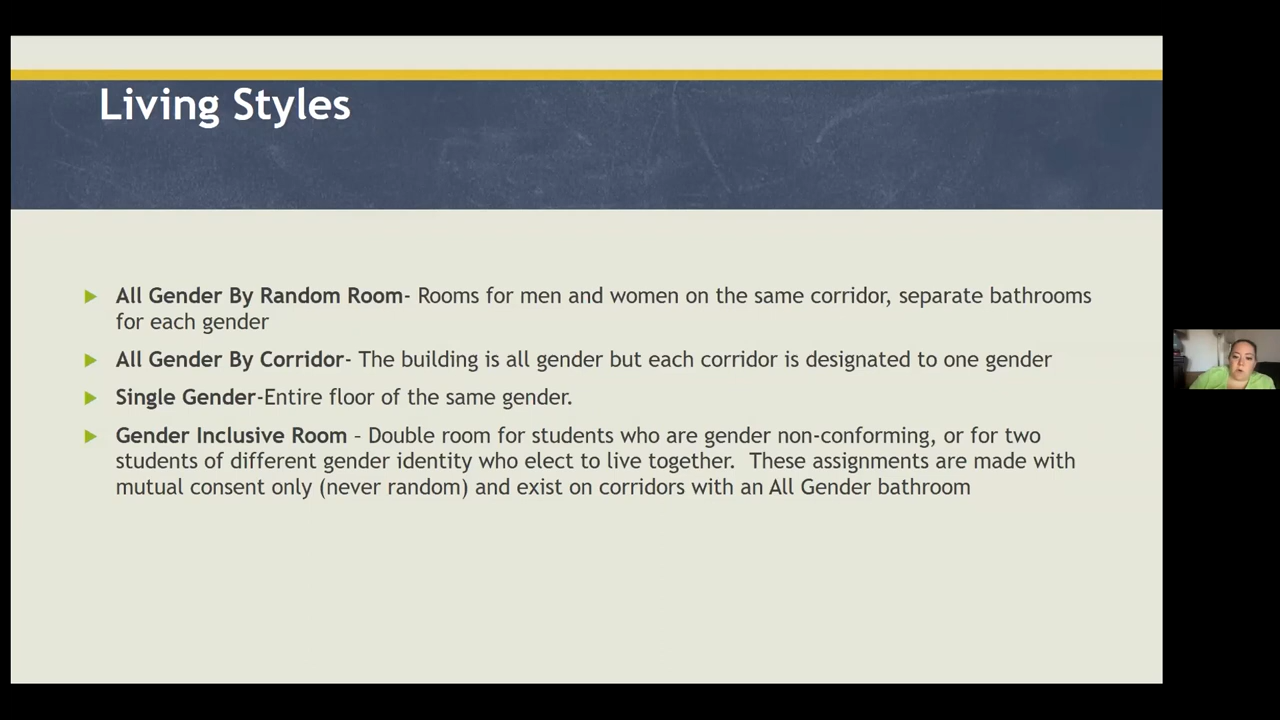 Living Styles
All Gender By Random Room- Rooms for men and women on the same corridor, separate bathrooms
for each gender
All Gender By Corridor- The building is all gender but each corridor is designated to one gender
Single Gender-Entire floor of the same gender.
Gender Inclusive Room – Double room for students who are gender non-conforming, or for two
students of different gender identity who elect to live together.  These assignments are made with
mutual consent only (never random) and exist on corridors with an All Gender bathroom